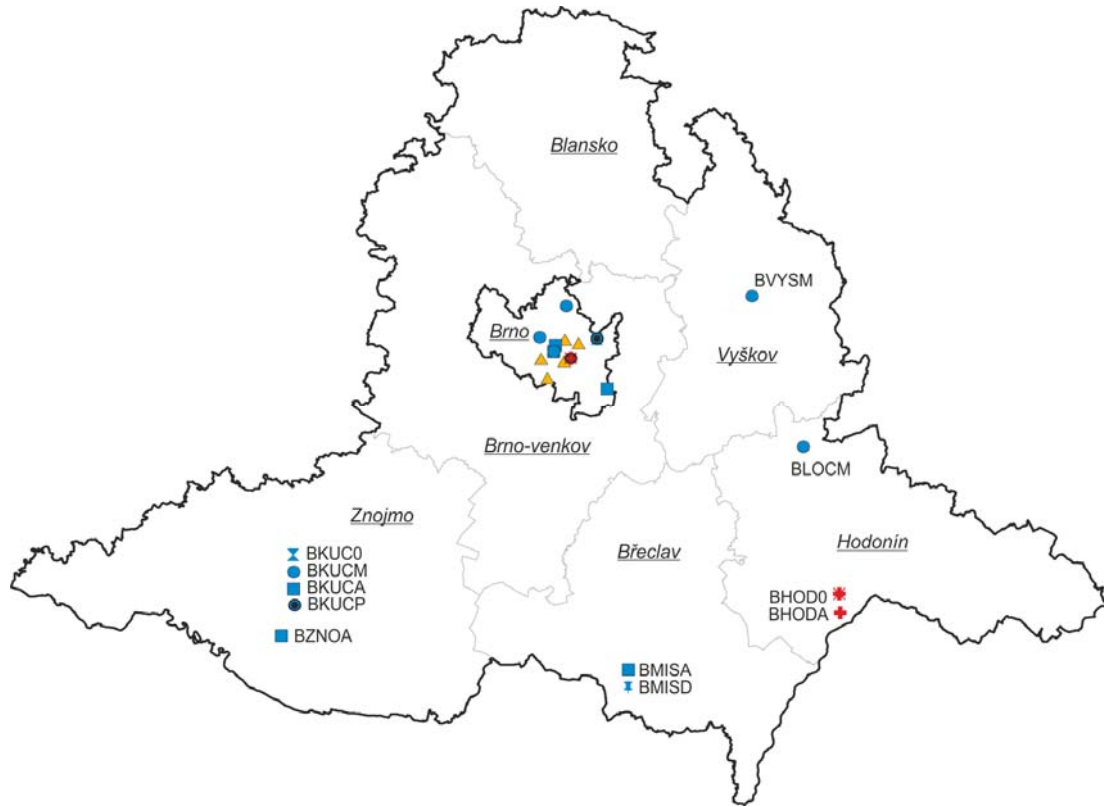 Blansko
BVYSM
Brno
Vyškov
Brno-venkov
BLOCM
Znojmo
Břeclav
Hodonín
BKUC0
BKUCM
BKUCA
BKUCP
BHOD0
BHODA
BZNOA
BMISA
BMISD